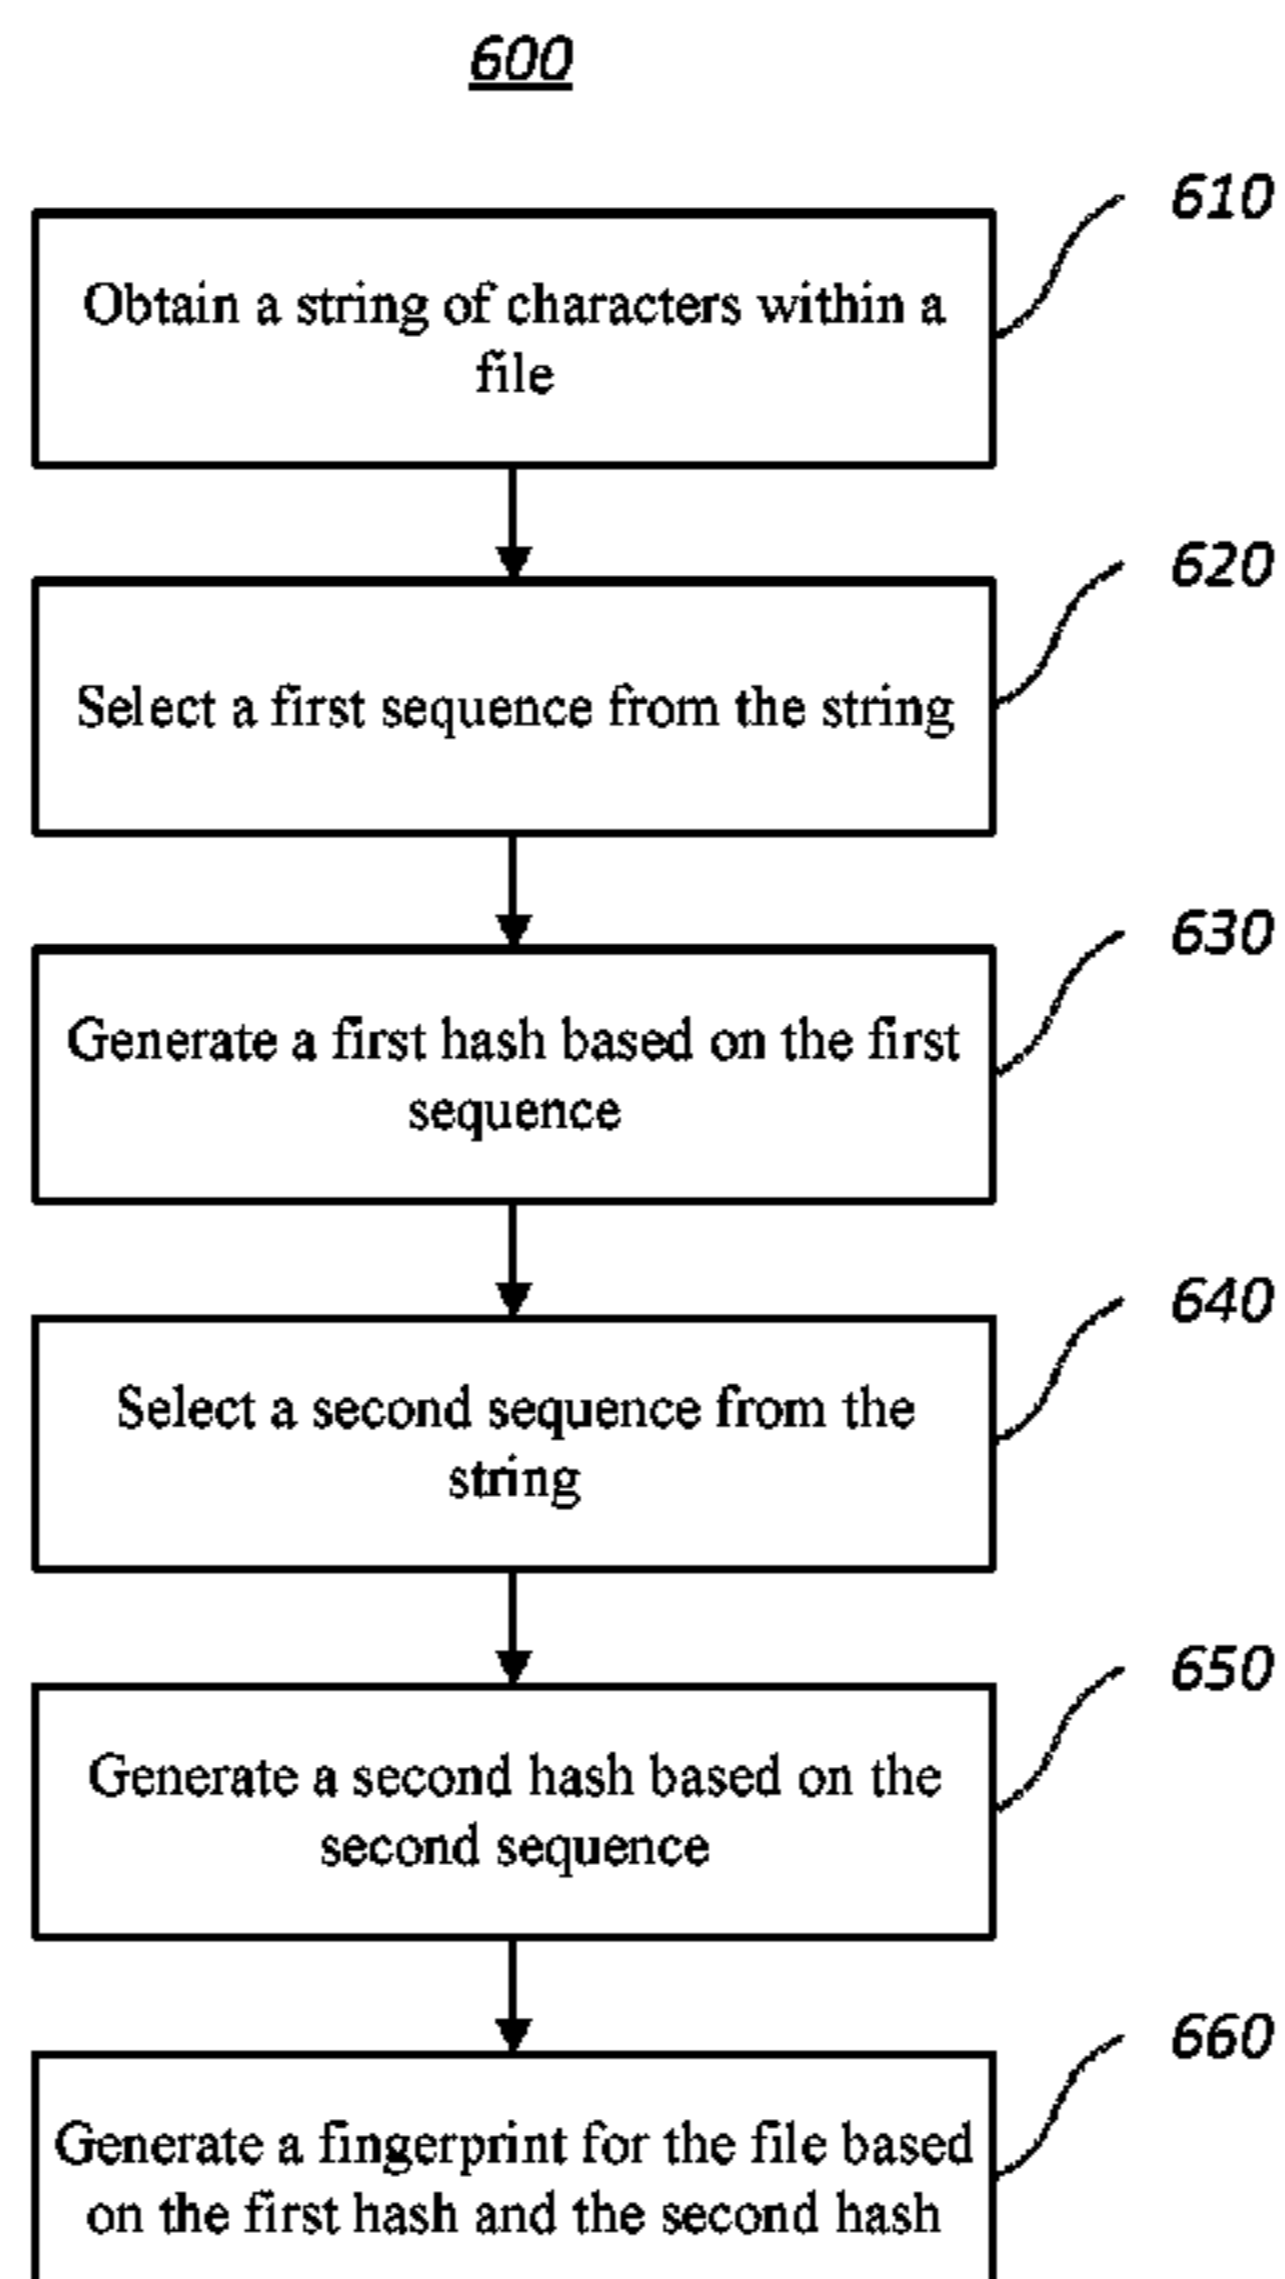 600
610
Obtain a string of characters within a
file
620
Select a first sequence from the string
630
Generate a first hash based on the first
sequence
640
Select a second sequence from the
string
650
Generate a second hash based on the
second sequence
660
Generate a fingerprint for the file based
on the first hash and the second hash